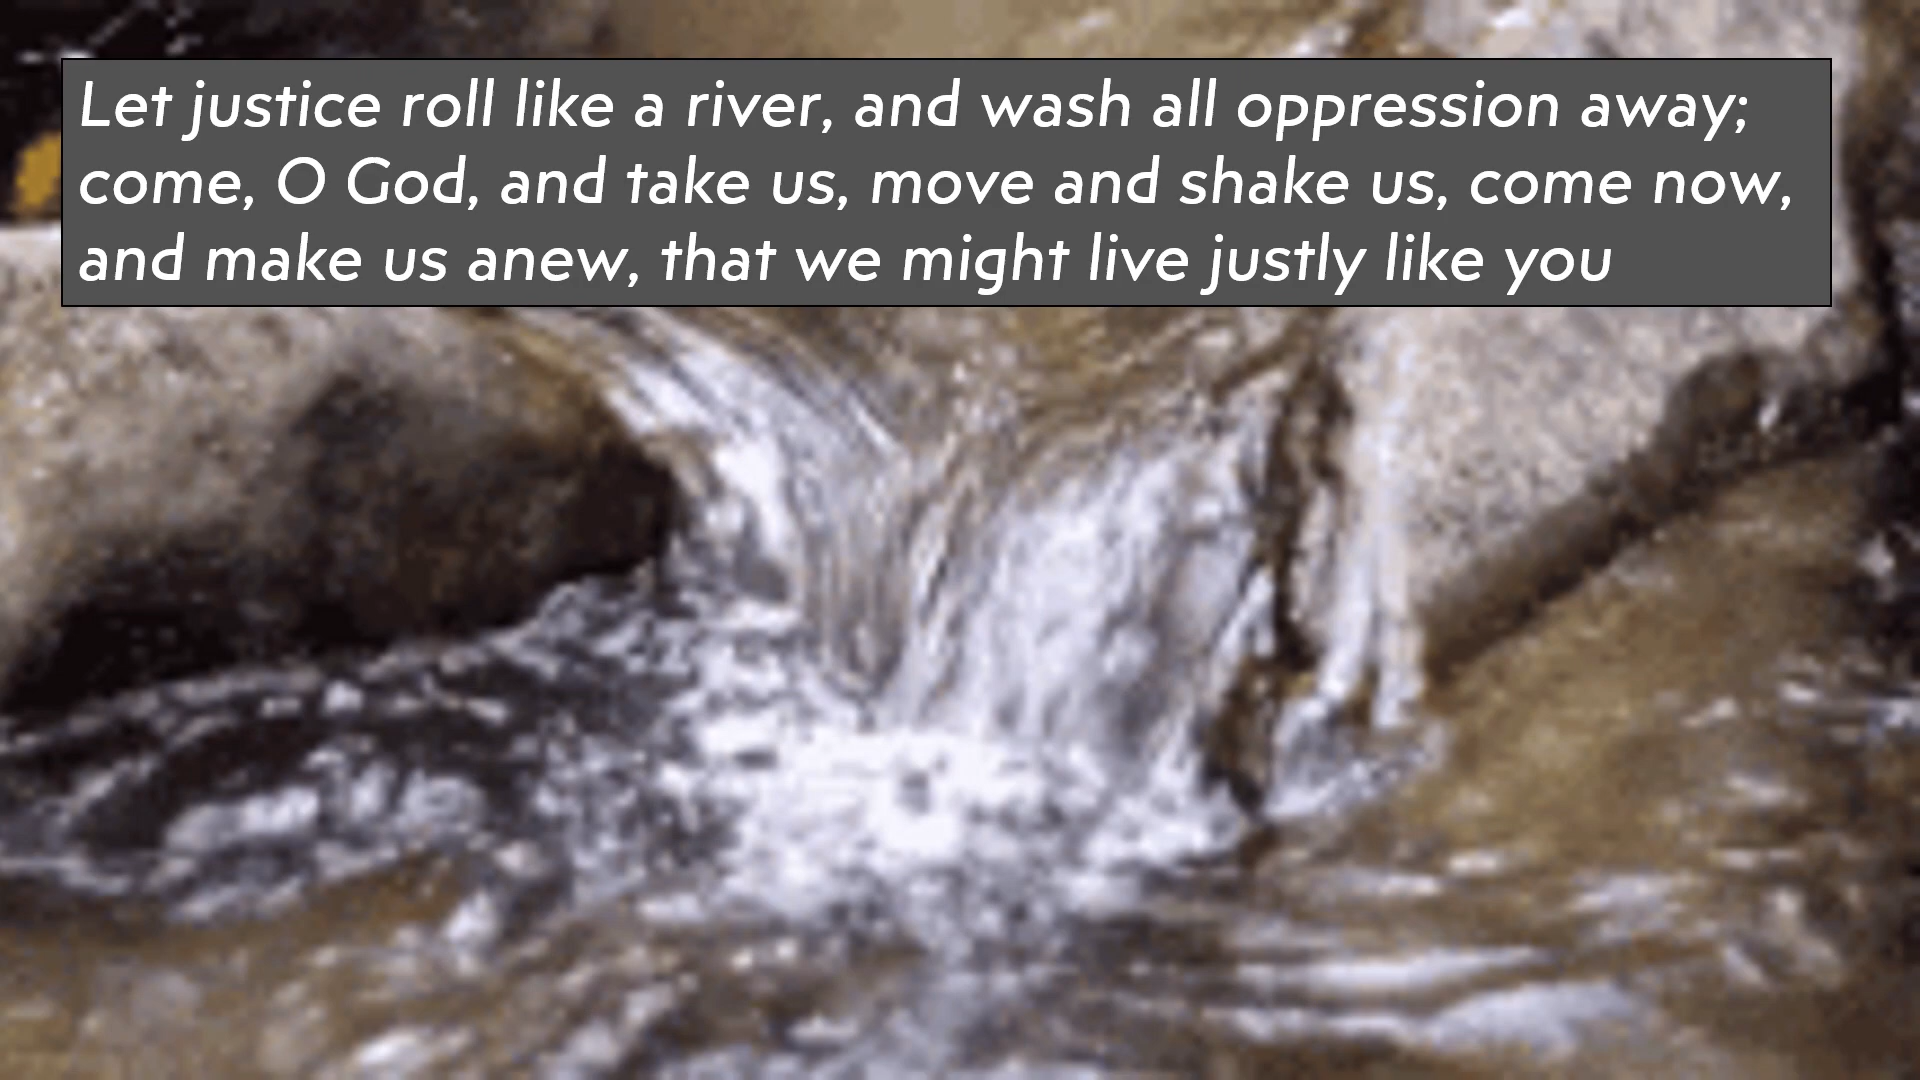 Let justice roll like a river, and wash all oppression away;
come, O God, and take us, move and shake us, come now,
and make us anew, that we might live justly like you